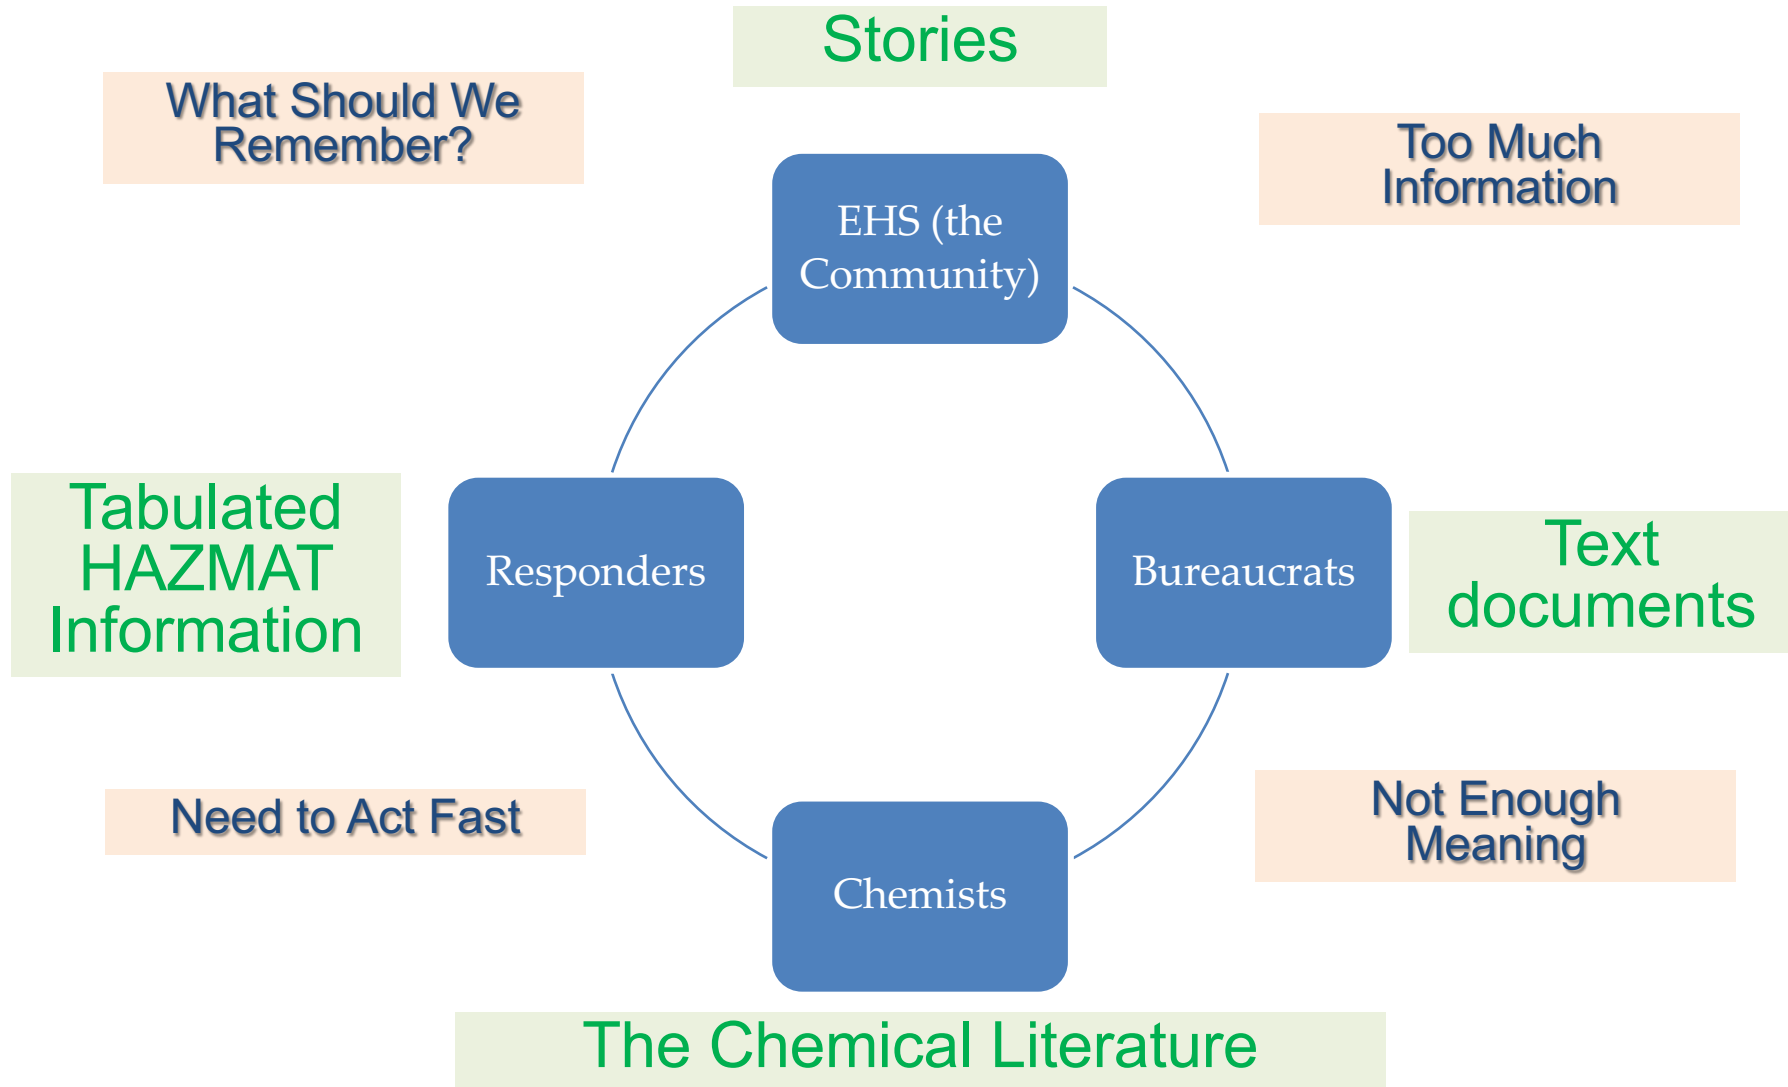 Stories
What Should We
Remember?
Too Much
Information
EHS (the
Community)
Tabulated
HAZMAT
Information
Responders
Bureaucrats
Text
documents
Need to Act Fast
Not Enough
Meaning
Chemists
The Chemical Literature